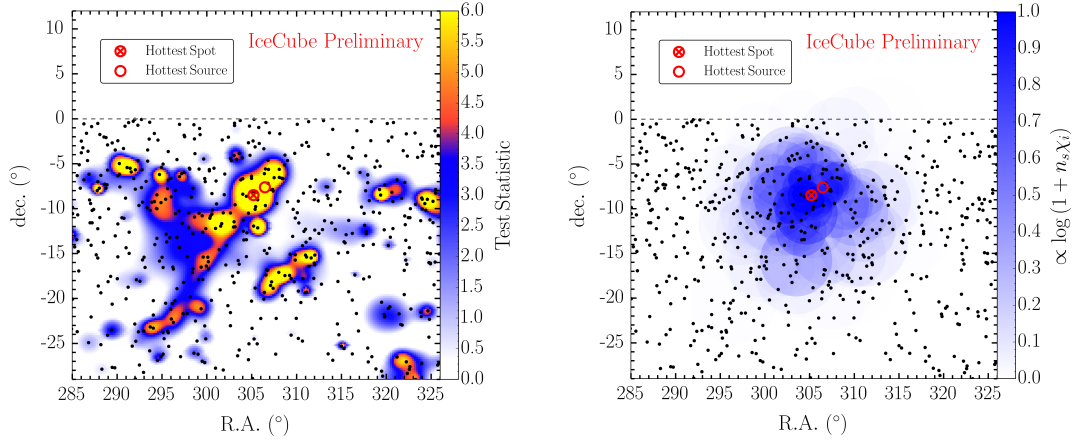 10
5
0
-5
-10
-15
-20
-25
dec. (°)
285 290 295 300 305 310 315 320 325
R.A. (°)
Hottest Spot
Hottest Source
IceCube Preliminary
6.0
5.5
5.0
4.5
4.0
3.5
3.0
2.5
2.0
1.5
1.0
0.5
0.0
Test Statistic
10
5
0
-5
-10
-15
-20
-25
dec. (°)
285 290 295 300 305 310 315 320 325
R.A. (°)
Hottest Spot
Hottest Source
IceCube Preliminary
1.0
0.9
0.8
0.7
0.6
0.5
0.4
0.3
0.2
0.1
0.0
∝ log (1 + nₛχᵢ)